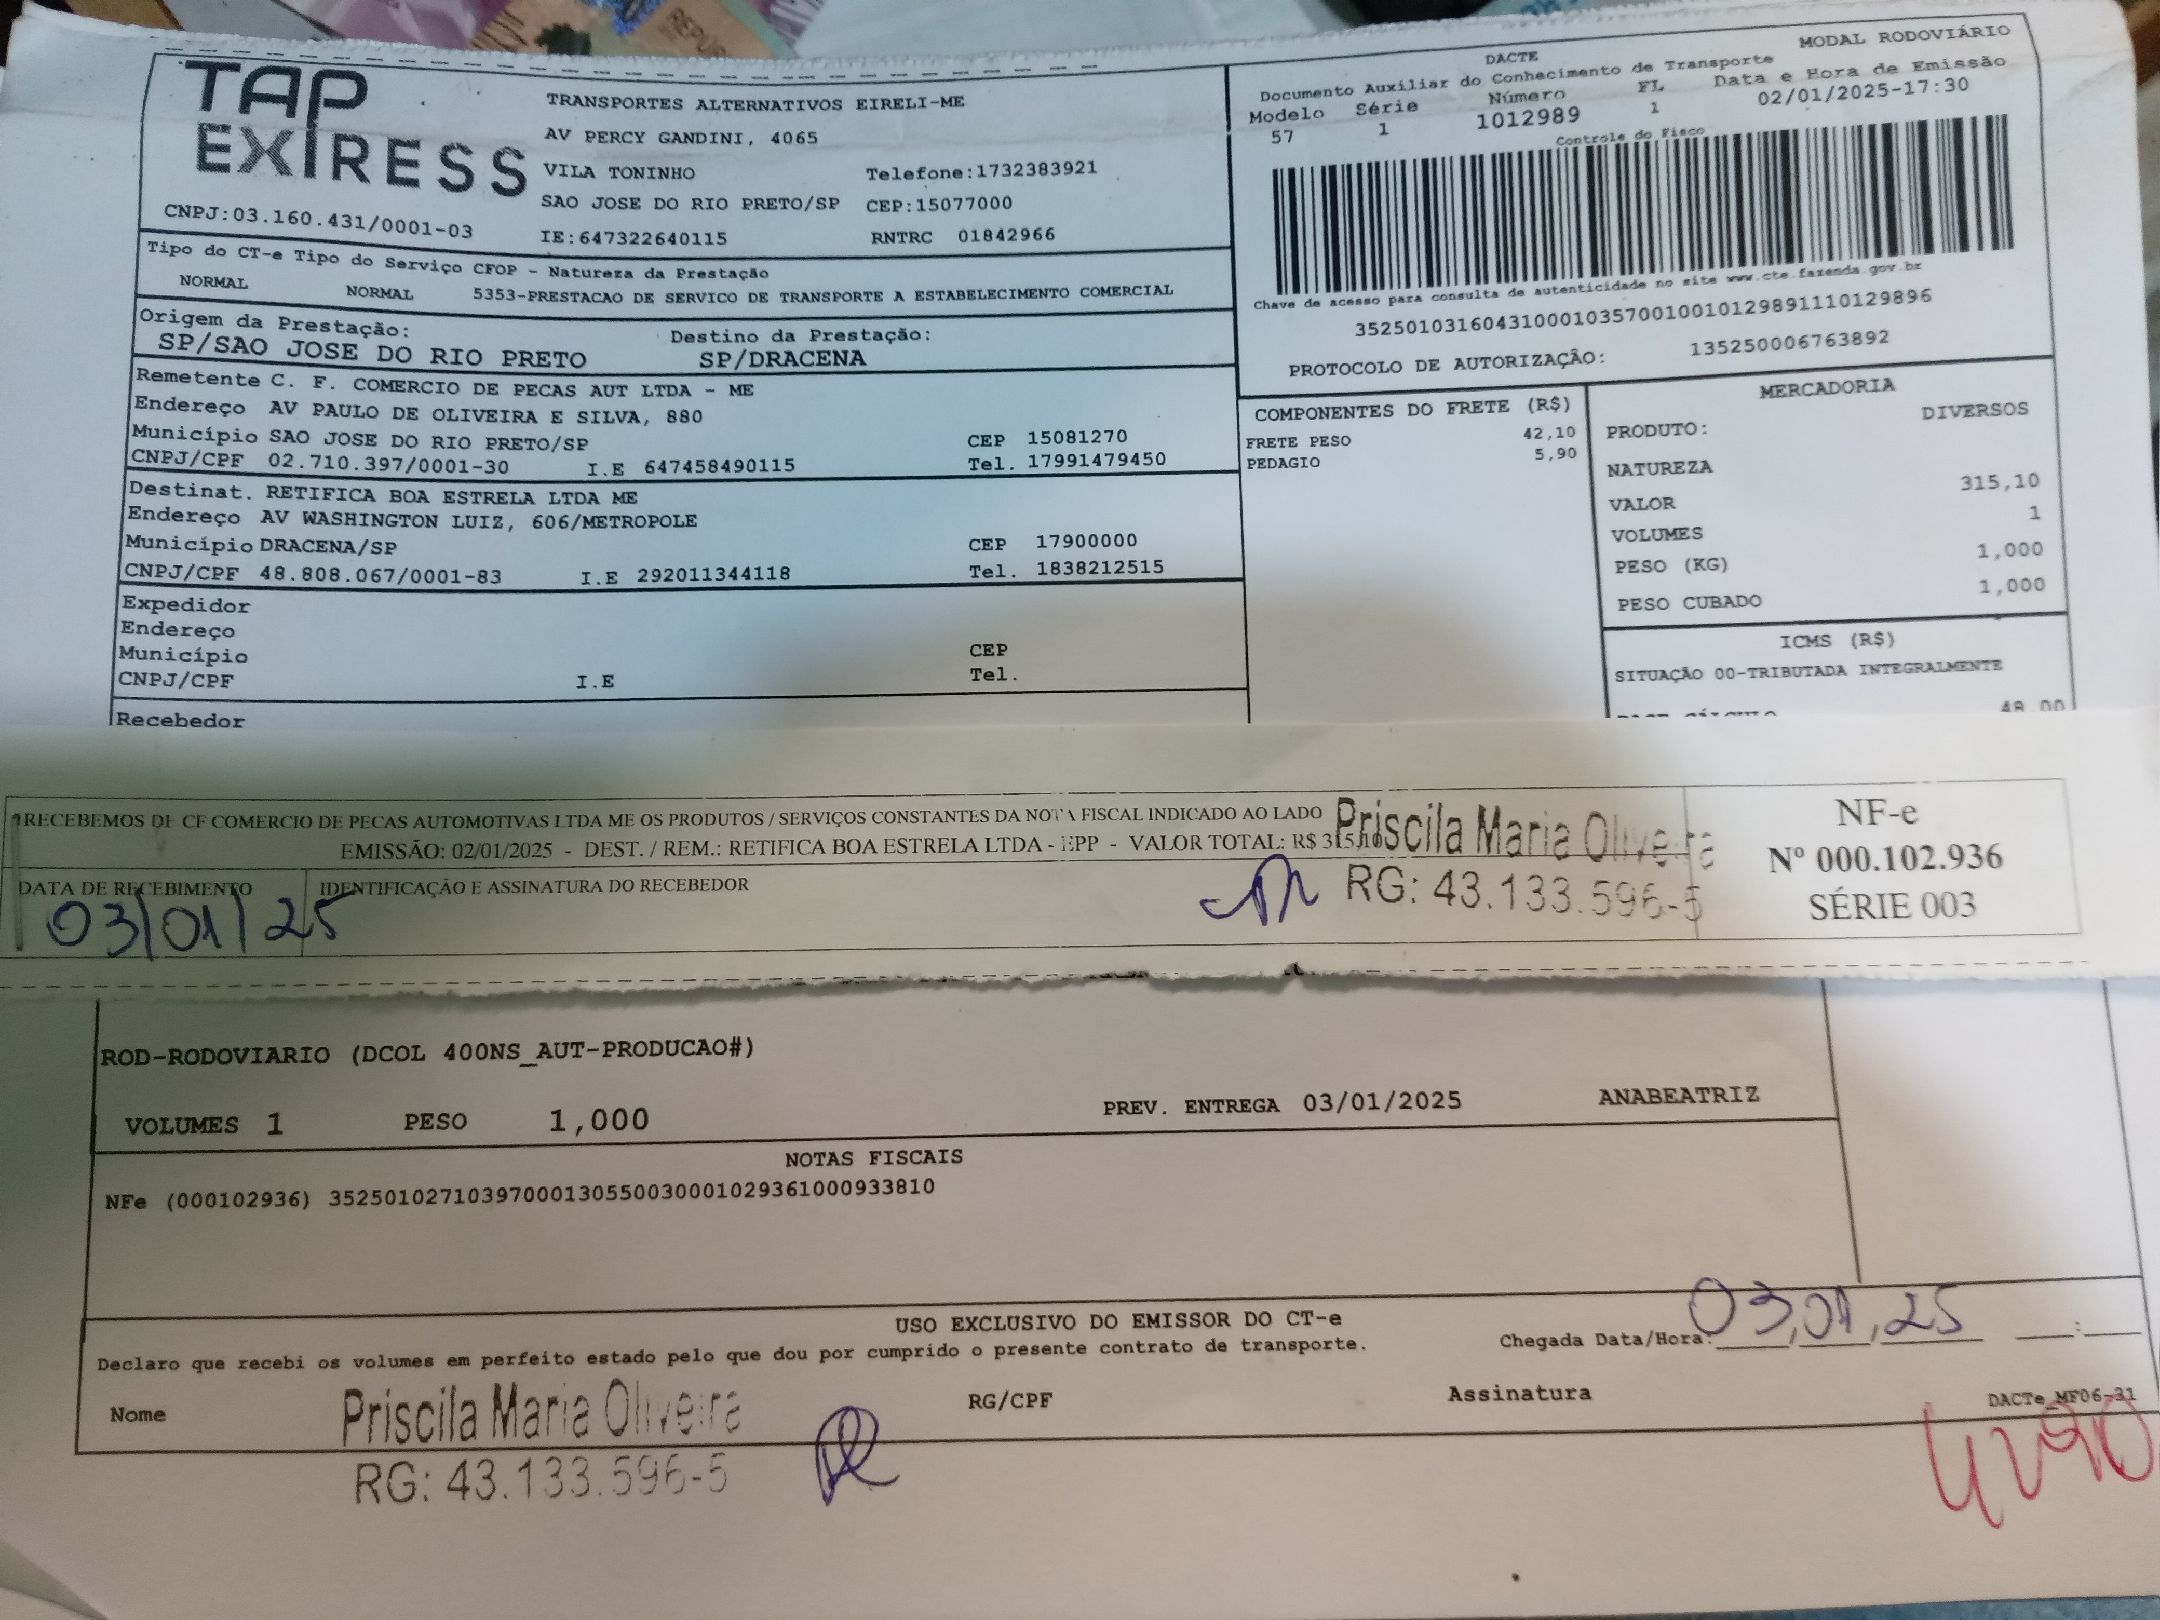 REPUB
TAP
EXIRESS
CNPJ:03.160.431/0001-03
TRANSPORTES ALTERNATIVOS EIRELI-ME
AV PERCY GANDINI, 4065
VILA TONINHO Telefone:1732383921
SAO JOSE DO RIO PRETO/SP CEP:15077000
IE:647322640115 RNTRC 01842966
MODAL RODOVIÁRIO
DACTE
Documento Auxiliar do Conhecimento de Transporte
Modelo Série Número FL Data e Hora de Emissão
57 1 1012989 1 02/01/2025-17:30
Controle do Fisco
Chave de acesso para consulta de autenticidade no site www.cte.fazenda.gov.br
35250103160431000103570010010129891110129896
PROTOCOLO DE AUTORIZAÇÃO: 135250006763892
Tipo do CT-e Tipo do Serviço CFOP - Natureza da Prestação
NORMAL NORMAL 5353-PRESTACAO DE SERVICO DE TRANSPORTE A ESTABELECIMENTO COMERCIAL
Origem da Prestação: Destino da Prestação:
SP/SAO JOSE DO RIO PRETO SP/DRACENA
Remetente C. F. COMERCIO DE PECAS AUT LTDA - ME
Endereço AV PAULO DE OLIVEIRA E SILVA, 880
Município SAO JOSE DO RIO PRETO/SP CEP 15081270
CNPJ/CPF 02.710.397/0001-30 I.E 647458490115 Tel. 17991479450
Destinat. RETIFICA BOA ESTRELA LTDA ME
Endereço AV WASHINGTON LUIZ, 606/METROPOLE
Município DRACENA/SP CEP 17900000
CNPJ/CPF 48.808.067/0001-83 I.E 292011344118 Tel. 1838212515
Expedidor
Endereço
Município CEP
CNPJ/CPF I.E Tel.
Recebedor
COMPONENTES DO FRETE (R$)
FRETE PESO 42,10
PEDAGIO 5,90
MERCADORIA
PRODUTO: DIVERSOS
NATUREZA
VALOR 315,10
VOLUMES 1
PESO (KG) 1,000
PESO CUBADO 1,000
ICMS (R$)
SITUAÇÃO 00-TRIBUTADA INTEGRALMENTE
BASE CÁLCULO 48,00
RECEBEMOS DE CF COMERCIO DE PECAS AUTOMOTIVAS LTDA ME OS PRODUTOS / SERVIÇOS CONSTANTES DA NOTA FISCAL INDICADO AO LADO
EMISSÃO: 02/01/2025 - DEST. / REM.: RETIFICA BOA ESTRELA LTDA - EPP - VALOR TOTAL: R$ 315,10
DATA DE RECEBIMENTO IDENTIFICAÇÃO E ASSINATURA DO RECEBEDOR
03/01/25
Priscila Maria Oliveira
RG: 43.133.596-5
NF-e
Nº 000.102.936
SÉRIE 003
ROD-RODOVIARIO (DCOL 400NS_AUT-PRODUCAO#)
VOLUMES 1 PESO 1,000 PREV. ENTREGA 03/01/2025 ANABEATRIZ
NOTAS FISCAIS
NFe (000102936) 35250102710397000130550030001029361000933810
USO EXCLUSIVO DO EMISSOR DO CT-e
Declaro que recebi os volumes em perfeito estado pelo que dou por cumprido o presente contrato de transporte.
Chegada Data/Hora: 03,01,25 :
Nome RG/CPF Assinatura DACTe_MF06-31
Priscila Maria Oliveira
RG: 43.133.596-5